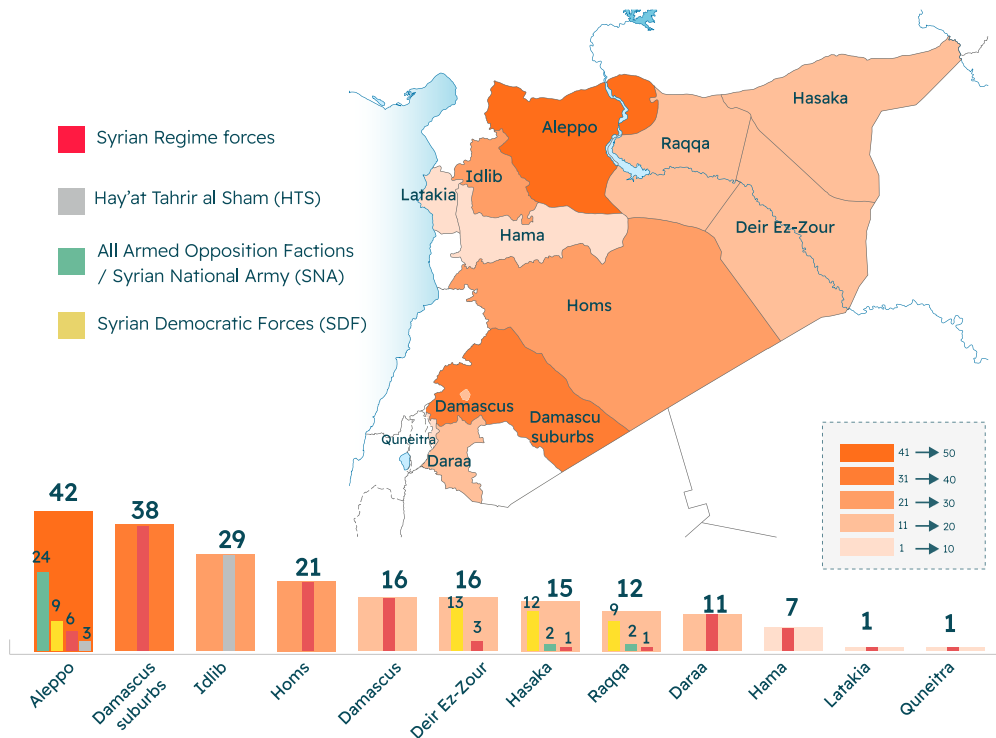 Syrian Regime forces
Hay’at Tahrir al Sham (HTS)
All Armed Opposition Factions
/ Syrian National Army (SNA)
Syrian Democratic Forces (SDF)
Hasaka
Aleppo
Raqqa
Idlib
Latakia
Hama
Deir Ez-Zour
Homs
Damascus
Damascu
suburbs
Quneitra
Daraa
41 50
31 40
21 30
11 20
1 10
42
24
9
6
3
38
29
21
16
16
13
3
15
12
2
1
12
9
2
1
11
7
1
1
Aleppo
Damascus
suburbs
Idlib
Homs
Damascus
Deir Ez-Zour
Hasaka
Raqqa
Daraa
Hama
Latakia
Quneitra